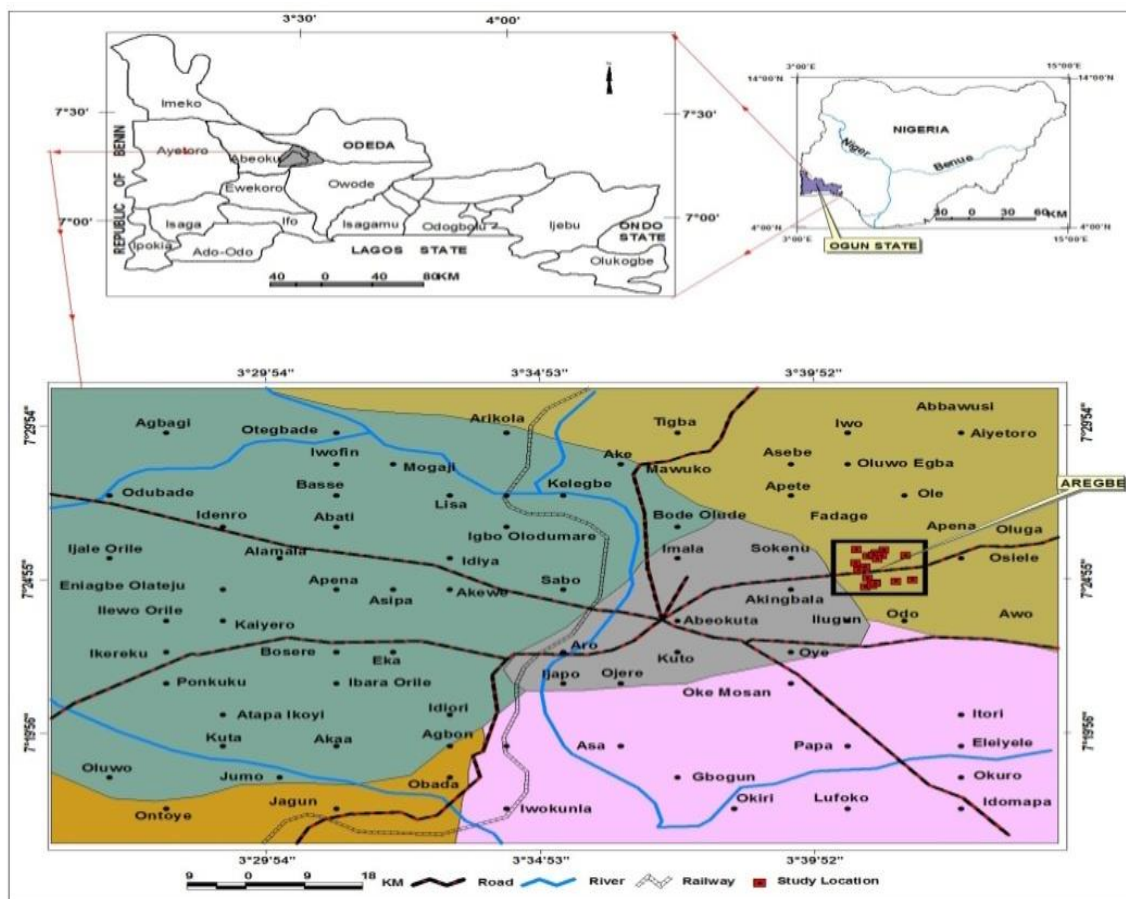 3°30' 4°00'
7°30' 7°30'
7°00' 7°00'
REPUBLIC OF BENIN
Imeko
Ayetoro
Abeoku
ODEDA
Ewekoro
Owode
Isaga
Ifo
Isagamu
Odogbolu
Ijebu
ONDO
STATE
Ipokia
Ado-Odo
LAGOS STATE
Olukogbe
40 0 40 80KM
3°00'E 15°00'E
14°00'N 14°00'N
NIGERIA
Niger
Benue
30 0 30 60 KM
4°00'N 4°00'N
3°00'E 15°00'E
OGUN STATE
3°29'54" 3°34'53" 3°39'52"
7°29'54" 7°29'54"
7°24'55" 7°24'55"
7°19'56" 7°19'56"
Agbagi
Otegbade
Arikola
Tigba
Iwo
Abbawusi
Aiyetoro
Iwofin
Mogaji
Ake
Mawuko
Asebe
Oluwo Egba
AREGBE
Odubade
Basse
Lisa
Kelegbe
Apete
Ole
Idenro
Abati
Igbo Olodumare
Bode Olude
Fadage
Apena
Oluga
Ijale Orile
Alamala
Idiya
Imala
Sokenu
Osiele
Eniagbe Olateju
Apena
Asipa
Akewe
Sabo
Akingbala
Ilewo Orile
Kaiyero
Abeokuta
Ilugwn
Odo
Awo
Ikereku
Bosere
Eka
Aro
Kuto
Oye
Ponkuku
Ibara Orile
Ijapo
Ojere
Oke Mosan
Atapa Ikoyi
Idiori
Itori
Kuta
Akaa
Agbon
Asa
Papa
Eleiyele
Oluwo
Jumo
Obada
Gbogun
Okuro
Ontoye
Jagun
Iwokunla
Okiri
Lufoko
Idomapa
3°29'54" 3°34'53" 3°39'52"
9 0 9 18 KM Road River Railway Study Location